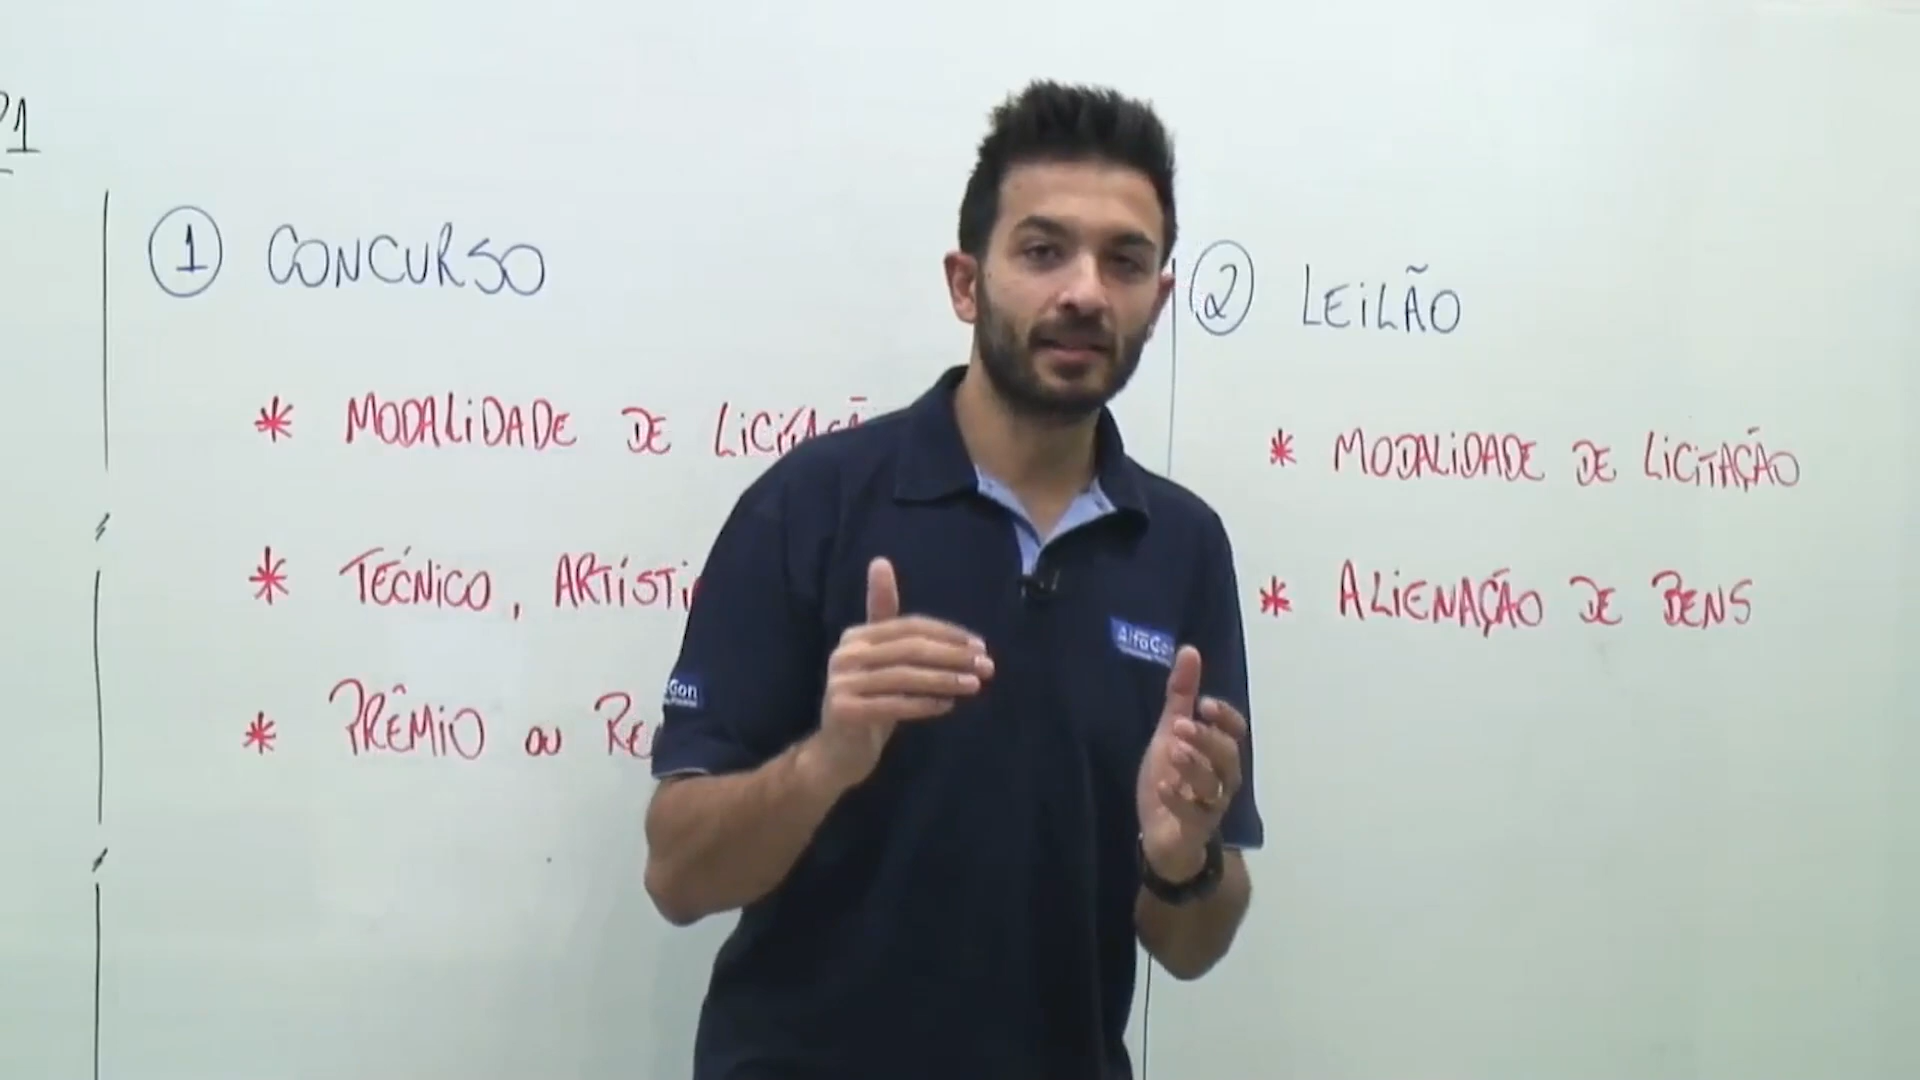 1 CONCURSO
* MODALIDADE DE
* TÉCNICO, 
* PRÊMIO OU
2 LEILÃO
* MODALIDADE DE LICITAÇÃO
* ALIENAÇÃO DE BENS